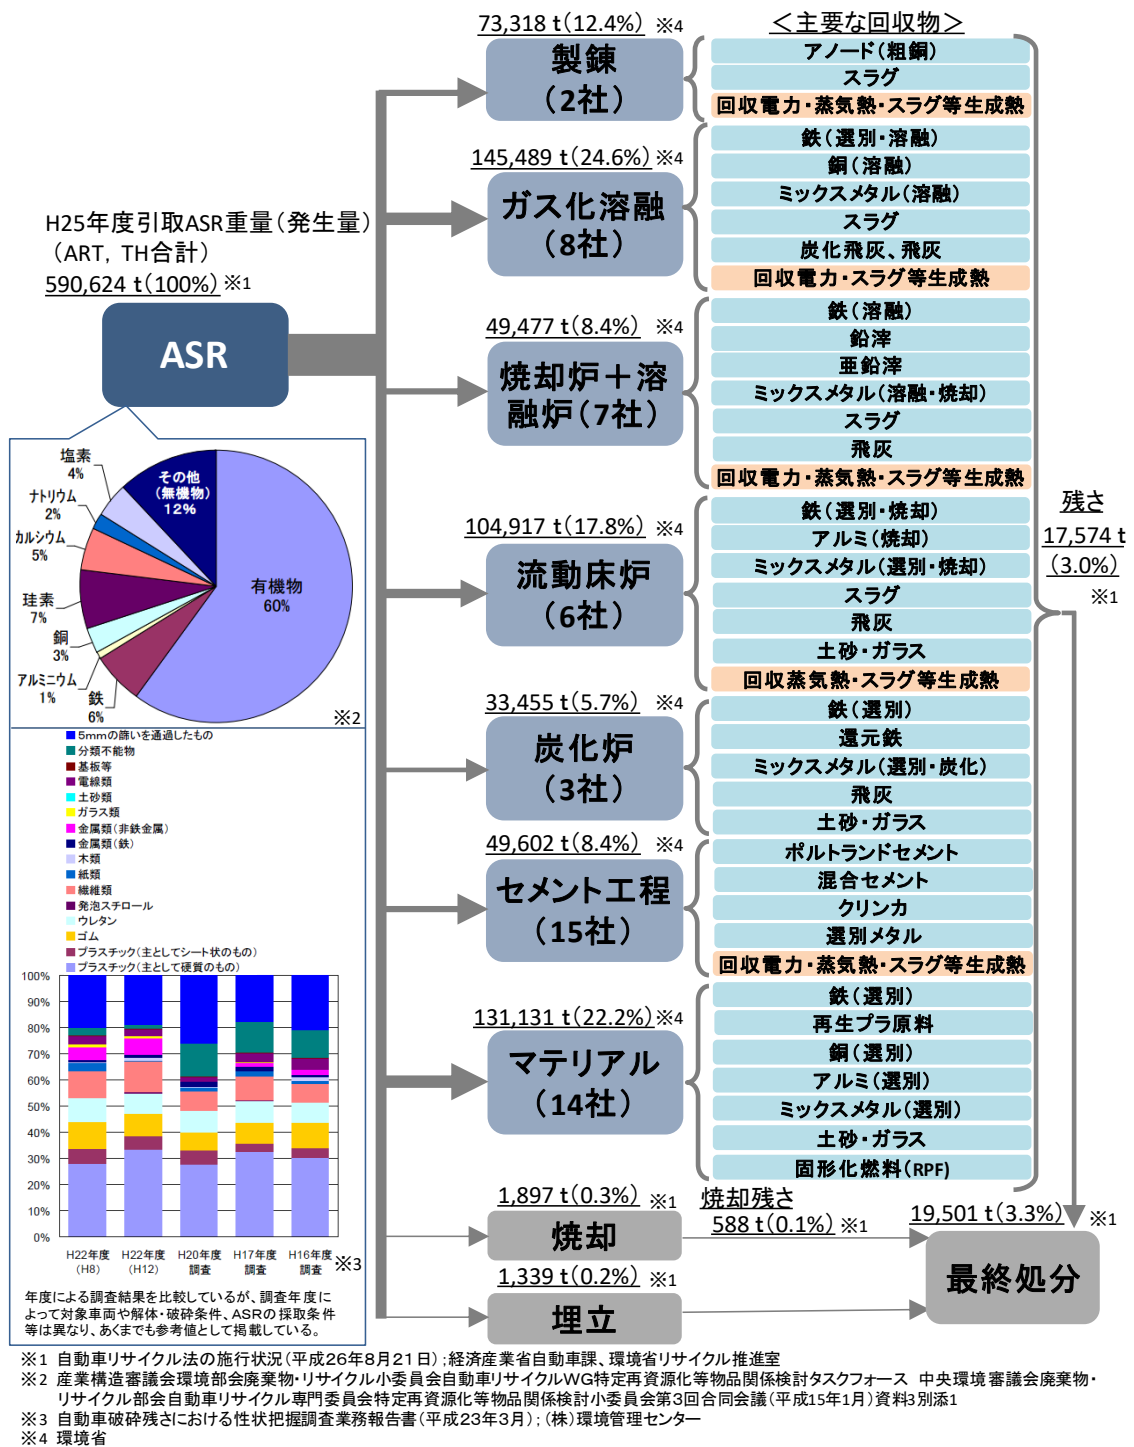 H25年度引取ASR重量(発生量)
(ART, TH合計)
590,624 t(100%) ※1
ASR
塩素
4%
その他
(無機物)
12%
ナトリウム
2%
カルシウム
5%
有機物
60%
珪素
7%
銅
3%
アルミニウム
1%
鉄
6%
※2
5mmの篩いを通過したもの
分類不能物
基板等
電線類
土砂類
ガラス類
金属類(非鉄金属)
金属類(鉄)
木類
紙類
繊維類
発泡スチロール
ウレタン
ゴム
プラスチック(主としてシート状のもの)
プラスチック(主として硬質のもの)
100%
90%
80%
70%
60%
50%
40%
30%
20%
10%
0%
H22年度
(H8)
H22年度
(H12)
H20年度
調査
H17年度
調査
H16年度
調査
※3
年度による調査結果を比較しているが、調査年度に
よって対象車両や解体・破砕条件、ASRの採取条件
等は異なり、あくまでも参考値として掲載している。
73,318 t(12.4%) ※4
製錬
(2社)
<主要な回収物>
アノード(粗銅)
スラグ
回収電力・蒸気熱・スラグ等生成熱
145,489 t(24.6%) ※4
ガス化溶融
(8社)
鉄(選別・溶融)
銅(溶融)
ミックスメタル(溶融)
スラグ
炭化飛灰、飛灰
回収電力・スラグ等生成熱
49,477 t(8.4%) ※4
焼却炉+溶
融炉(7社)
鉄(溶融)
鉛滓
亜鉛滓
ミックスメタル(溶融・焼却)
スラグ
飛灰
回収電力・蒸気熱・スラグ等生成熱
104,917 t(17.8%) ※4
流動床炉
(6社)
鉄(選別・焼却)
アルミ(焼却)
ミックスメタル(選別・焼却)
スラグ
飛灰
土砂・ガラス
回収蒸気熱・スラグ等生成熱
33,455 t(5.7%) ※4
炭化炉
(3社)
鉄(選別)
還元鉄
ミックスメタル(選別・炭化)
飛灰
土砂・ガラス
49,602 t(8.4%) ※4
セメント工程
(15社)
ポルトランドセメント
混合セメント
クリンカ
選別メタル
回収電力・蒸気熱・スラグ等生成熱
131,131 t(22.2%)※4
マテリアル
(14社)
鉄(選別)
再生プラ原料
銅(選別)
アルミ(選別)
ミックスメタル(選別)
土砂・ガラス
固形化燃料(RPF)
残さ
17,574 t
(3.0%)
※1
1,897 t(0.3%) ※1
焼却
焼却残さ
588 t(0.1%) ※1
1,339 t(0.2%) ※1
埋立
19,501 t(3.3%) ※1
最終処分
※1 自動車リサイクル法の施行状況(平成26年8月21日);経済産業省自動車課、環境省リサイクル推進室
※2 産業構造審議会環境部会廃棄物・リサイクル小委員会自動車リサイクルWG特定再資源化等物品関係検討タスクフォース 中央環境審議会廃棄物・
リサイクル部会自動車リサイクル専門委員会特定再資源化等物品関係検討小委員会第3回合同会議(平成15年1月)資料3別添1
※3 自動車破砕残さにおける性状把握調査業務報告書(平成23年3月);(株)環境管理センター
※4 環境省